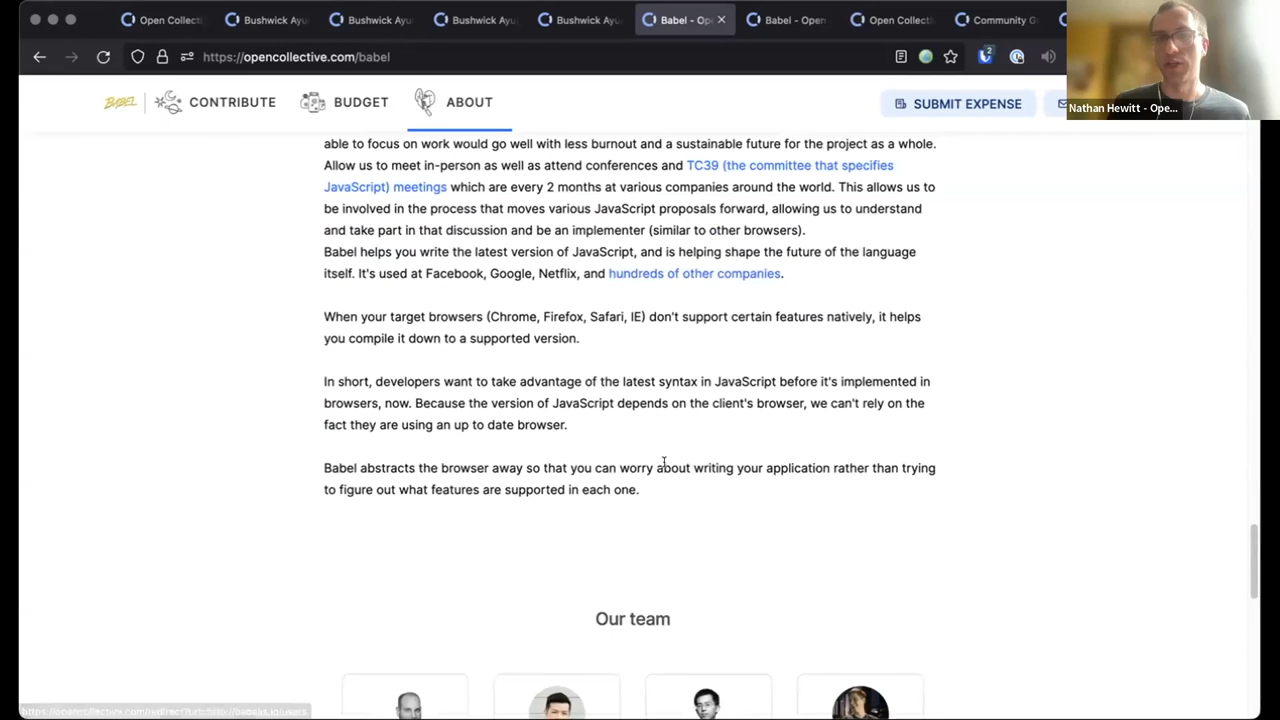 Open Collecti
Bushwick Ayu
Bushwick Ayu
Bushwick Ayu
Bushwick Ayu
Babel - Ope
Babel - Open
Open Collecti
Community G
https://opencollective.com/babel
2
Nathan Hewitt - Ope...
BABEL
CONTRIBUTE
BUDGET
ABOUT
SUBMIT EXPENSE
able to focus on work would go well with less burnout and a sustainable future for the project as a whole.
Allow us to meet in-person as well as attend conferences and TC39 (the committee that specifies
JavaScript) meetings which are every 2 months at various companies around the world. This allows us to
be involved in the process that moves various JavaScript proposals forward, allowing us to understand
and take part in that discussion and be an implementer (similar to other browsers).
Babel helps you write the latest version of JavaScript, and is helping shape the future of the language
itself. It's used at Facebook, Google, Netflix, and hundreds of other companies.
When your target browsers (Chrome, Firefox, Safari, IE) don't support certain features natively, it helps
you compile it down to a supported version.
In short, developers want to take advantage of the latest syntax in JavaScript before it's implemented in
browsers, now. Because the version of JavaScript depends on the client's browser, we can't rely on the
fact they are using an up to date browser.
Babel abstracts the browser away so that you can worry about writing your application rather than trying
to figure out what features are supported in each one.
Our team